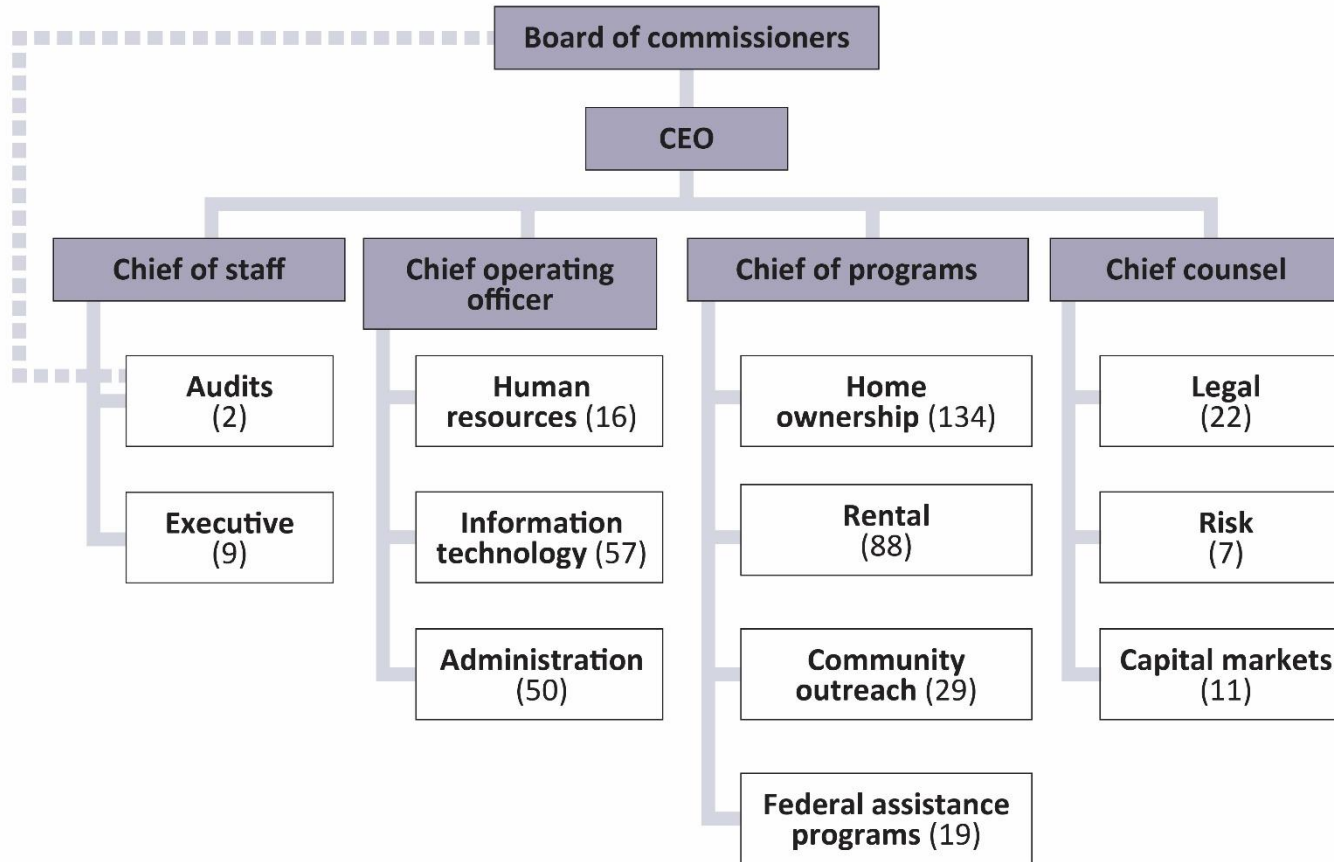 Board of commissioners
CEO
Chief of staff
Chief operating
officer
Chief of programs
Chief counsel
Audits
(2)
Executive
(9)
Human
resources (16)
Information
technology (57)
Administration
(50)
Home
ownership (134)
Rental
(88)
Community
outreach (29)
Federal assistance
programs (19)
Legal
(22)
Risk
(7)
Capital markets
(11)